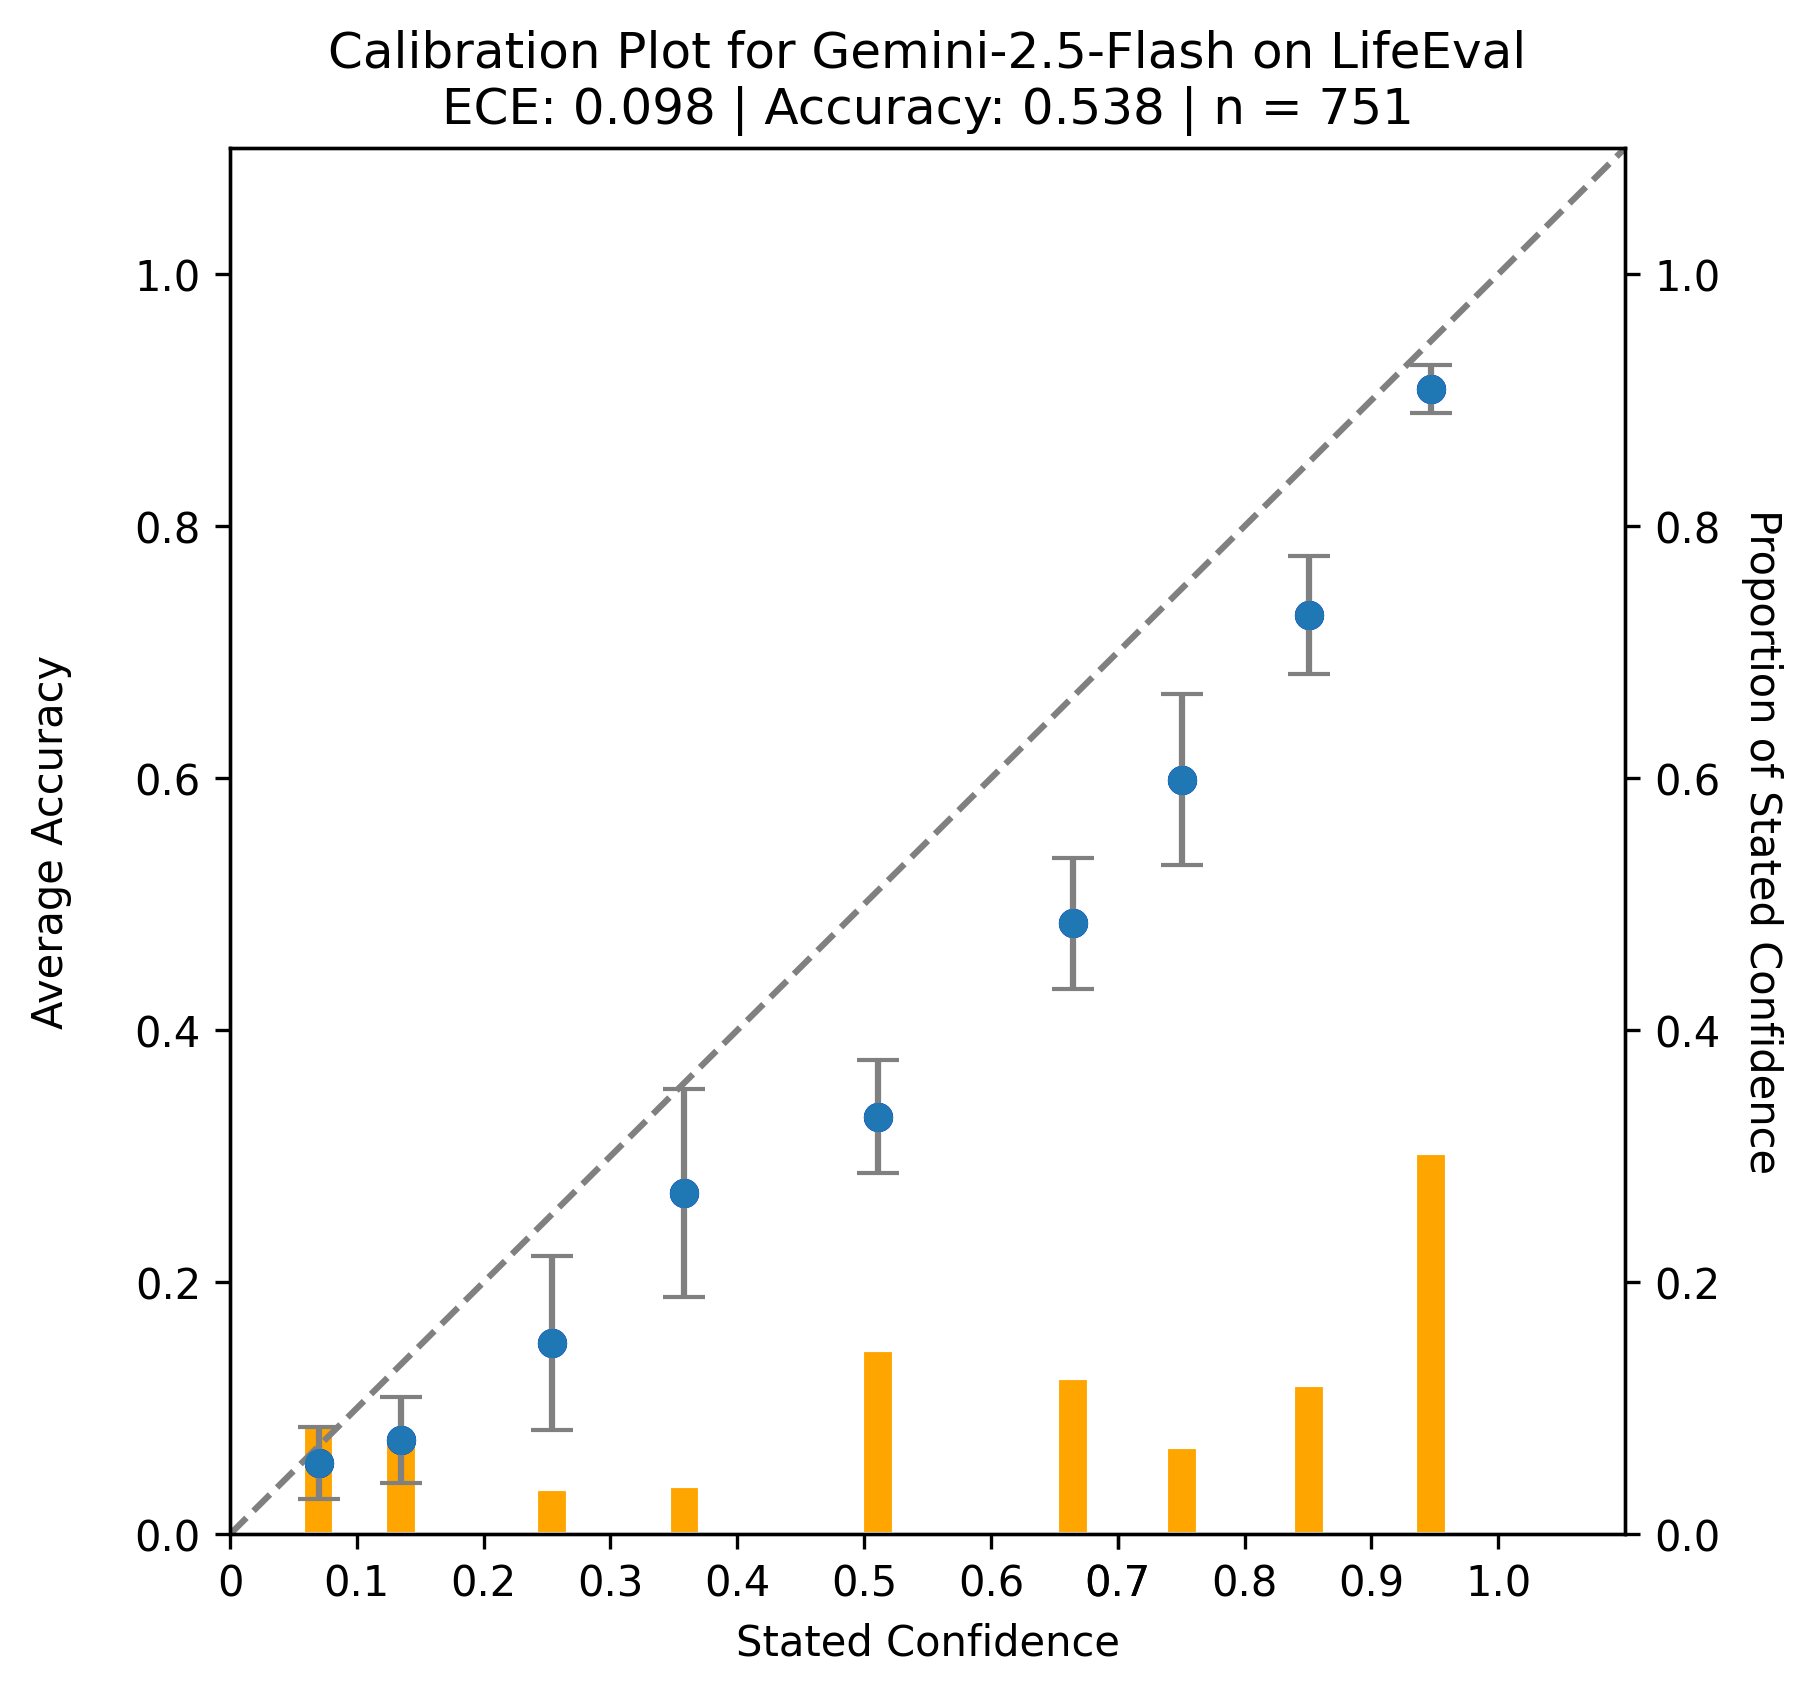 Calibration Plot for Gemini-2.5-Flash on LifeEval
ECE: 0.098 | Accuracy: 0.538 | n = 751
Average Accuracy
1.0
0.8
0.6
0.4
0.2
0.0
0 0.1 0.2 0.3 0.4 0.5 0.6 0.7 0.8 0.9 1.0
Stated Confidence
1.0
0.8
0.6
0.4
0.2
0.0
Proportion of Stated Confidence